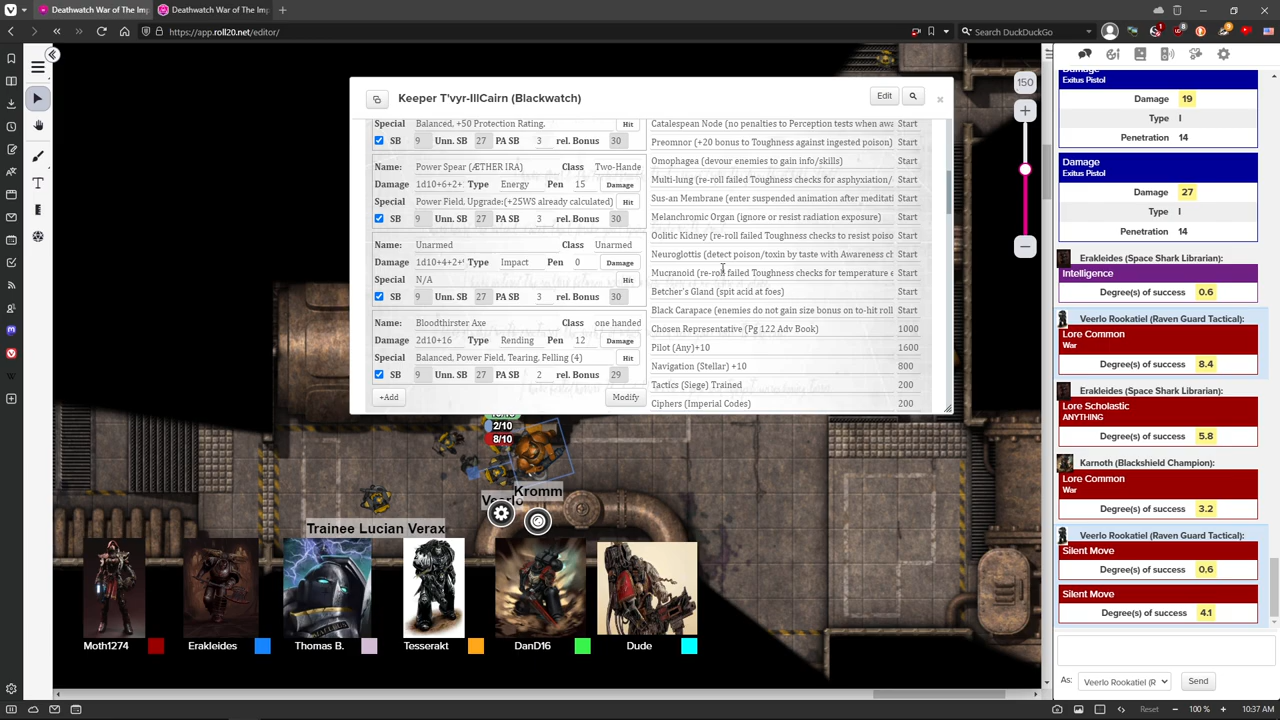 Deatchwatch War of The Imp
Deatchwatch War of The Imp
https://app.roll20.net/editor/
Search DuckDuckGo
Keeper T'vyr-IllCairn (Blackwatch)
Edit
Special Balanced, +50 Protection Rating. Hit
SB 9 Unn. SB 27 PA SB 3 rel. Bonus 30
Name: Power Spear (ÆTHER IRA) Class Two-Hande
Damage 1d10+6+2+ Type Energy Pen 15 Damage
Special Power Field, Upgrade:(+25WS already calculated) Hit
SB 9 Unn. SB 27 PA SB 3 rel. Bonus 30
Name: Unarmed Class Unarmed
Damage 1d10+4+2+ Type Impact Pen 0 Damage
Special N/A Hit
SB 9 Unn. SB 27 PA SB 3 rel. Bonus 30
Name: Bloodthirster Axe Class one handed
Damage 2d10+16 Type Rending Pen 12 Damage
Special Balanced, Power Field, Tearing, Felling (4) Hit
SB 9 Unn. SB 27 PA SB 2 rel. Bonus 29
+Add Modify
Catalespean Node (no penalties to Perception tests when awa Start
Preomnor (+20 bonus to Toughness against ingested poison) Start
Omophagea (devour enemies to gain info/skills) Start
Multi-lung (re-roll failed Toughness checks for asphyxiation/ Start
Sus-an Membrane (enter suspended animation after meditati Start
Melanchromic Organ (ignore or resist radiation exposure) Start
Oolitic Kidney (re-roll failed Toughness checks to resist poiso Start
Neuroglottis (detect poison/toxin by taste with Awareness ch Start
Mucranoid (re-roll failed Toughness checks for temperature e Start
Betcher's Gland (spit acid at foes) Start
Black Carapace (enemies do not gain size bonus on to-hit roll Start
Chosen Representative (Pg 122 Adv Book) 1000
Pilot (Any)+10 1600
Navigation (Stellar) +10 800
Tactics (Siege) Trained 200
Ciphers (Imperial Codes) 200
150
2/10
8/10
Kromm
Trainee Lucian Verax
Moth1274
Erakleides
Thomas B.
Tesserakt
DanD16
Dude
Damage
Exitus Pistol
Damage 19
Type I
Penetration 14
Damage
Exitus Pistol
Damage 27
Type I
Penetration 14
Erakleides (Space Shark Librarian):
Intelligence
Degree(s) of success 0.6
Veerlo Rookatiel (Raven Guard Tactical):
Lore Common
War
Degree(s) of success 8.4
Erakleides (Space Shark Librarian):
Lore Scholastic
ANYTHING
Degree(s) of success 5.8
Karnoth (Blackshield Champion):
Lore Common
War
Degree(s) of success 3.2
Veerlo Rookatiel (Raven Guard Tactical):
Silent Move
Degree(s) of success 0.6
Silent Move
Degree(s) of success 4.1
As: Veerlo Rookatiel (R Send
Reset 100 % 10:37 AM